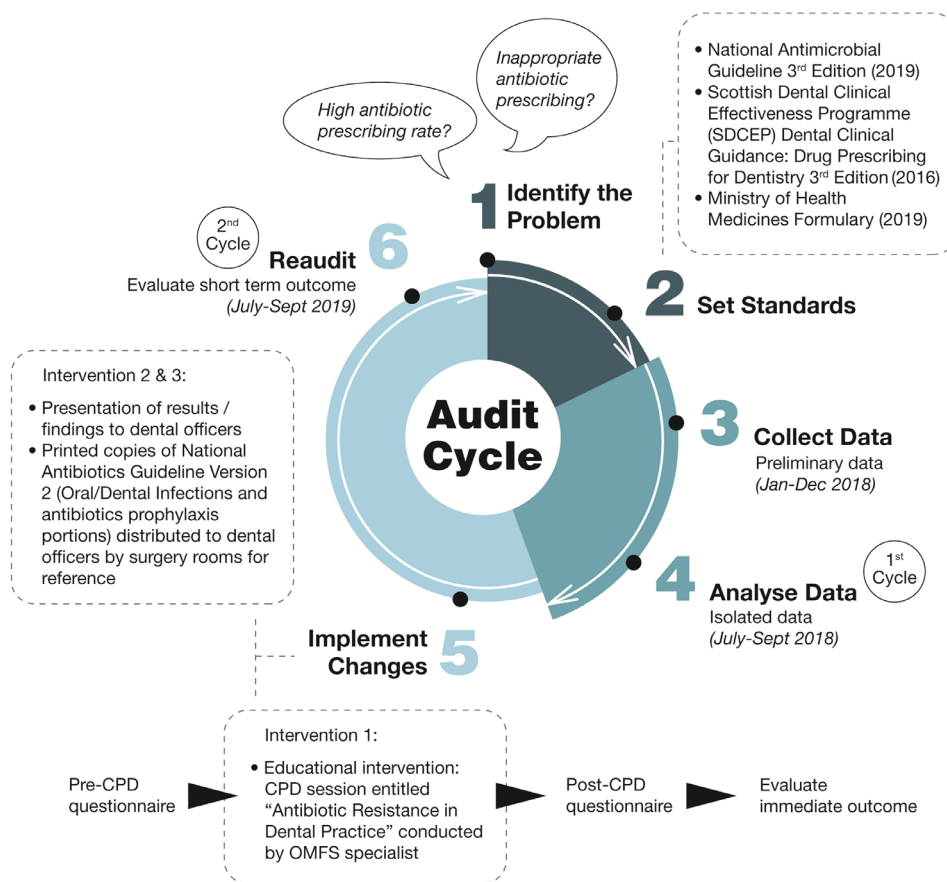 High antibiotic
prescribing rate?
Inappropriate
antibiotic
prescribing?
1 Identify the
Problem
• National Antimicrobial
Guideline 3rd Edition (2019)
• Scottish Dental Clinical
Effectiveness Programme
(SDCEP) Dental Clinical
Guidance: Drug Prescribing
for Dentistry 3rd Edition (2016)
• Ministry of Health
Medicines Formulary (2019)
2 Set Standards
3 Collect Data
Preliminary data
(Jan-Dec 2018)
4 Analyse Data
Isolated data
(July-Sept 2018)
1st
Cycle
Audit
Cycle
5 Implement
Changes
Intervention 2 & 3:
• Presentation of results /
findings to dental officers
• Printed copies of National
Antibiotics Guideline Version
2 (Oral/Dental Infections and
antibiotics prophylaxis
portions) distributed to dental
officers by surgery rooms for
reference
6 Reaudit
Evaluate short term outcome
(July-Sept 2019)
2nd
Cycle
Pre-CPD
questionnaire
Intervention 1:
• Educational intervention:
CPD session entitled
“Antibiotic Resistance in
Dental Practice” conducted
by OMFS specialist
Post-CPD
questionnaire
Evaluate
immediate outcome